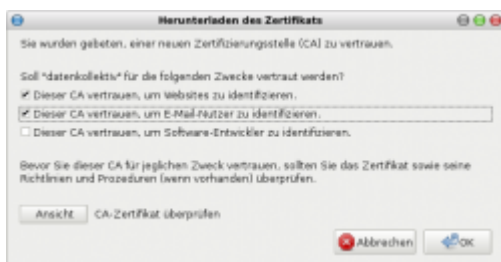 Herunterladen des Zertifikats
Sie wurden gebeten, einer neuen Zertifizierungsstelle (CA) zu vertrauen.
Soll "datenkollektiv" für die folgenden Zwecke vertraut werden?
Dieser CA vertrauen, um Websites zu identifizieren.
Dieser CA vertrauen, um E-Mail-Nutzer zu identifizieren.
Dieser CA vertrauen, um Software-Entwickler zu identifizieren.
Bevor Sie dieser CA für jeglichen Zweck vertrauen, sollten Sie das Zertifikat sowie seine
Richtlinien und Prozeduren (wenn vorhanden) überprüfen.
Ansicht CA-Zertifikat überprüfen
Abbrechen OK